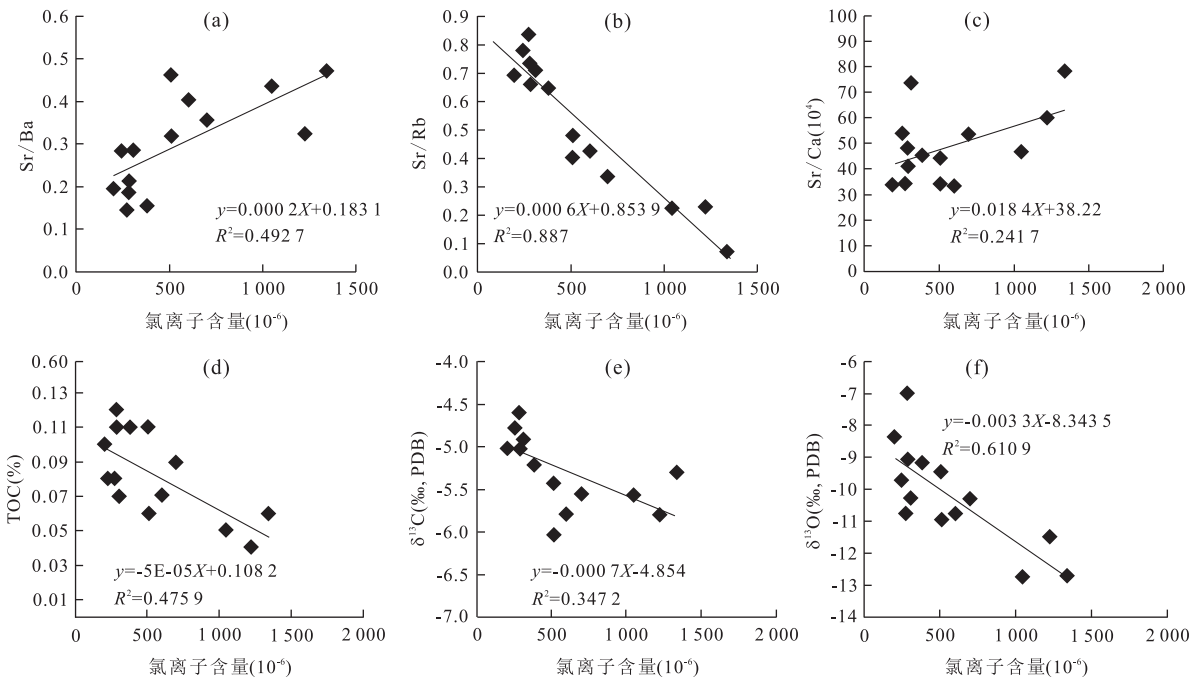 (a)
Sr/Ba
0.6
0.5
0.4
0.3
0.2
0.1
0
y=0.000 2X+0.183 1
R²=0.492 7
0
500
1 000
1 500
氯离子含量(10⁻⁶)
(b)
Sr/Rb
0.9
0.8
0.7
0.6
0.5
0.4
0.3
0.2
0.1
0.0
y=0.000 6X+0.853 9
R²=0.887
0
500
1 000
1 500
氯离子含量(10⁻⁶)
(c)
Sr/Ca(10⁴)
100
90
80
70
60
50
40
30
20
10
0
y=0.018 4X+38.22
R²=0.241 7
0
500
1 000
1 500
2 000
氯离子含量(10⁻⁶)
(d)
TOC(%)
0.60
0.13
0.11
0.09
0.07
0.05
0.03
0.01
y=-5E-05X+0.108 2
R²=0.475 9
0
500
1 000
1 500
2 000
氯离子含量(10⁻⁶)
(e)
δ¹³C(‰, PDB)
-4.0
-4.5
-5.0
-5.5
-6.0
-6.5
-7.0
y=-0.000 7X-4.854
R²=0.347 2
0
500
1 000
1 500
2 000
氯离子含量(10⁻⁶)
(f)
δ¹³O(‰, PDB)
-6
-7
-8
-9
-10
-11
-12
-13
-14
y=-0.003 3X-8.343 5
R²=0.610 9
0
500
1 000
1 500
2 000
氯离子含量(10⁻⁶)